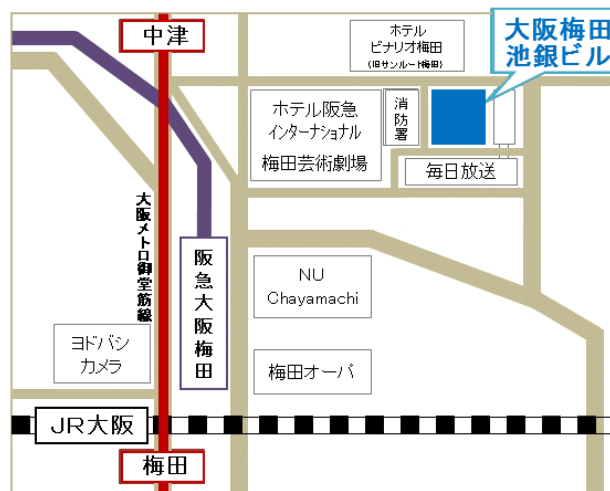 中津
ホテル
ビナリオ梅田
(旧サンルート梅田)
大阪梅田
池銀ビル
ホテル阪急
インターナショナル
梅田芸術劇場
消防署
毎日放送
大阪メトロ御堂筋線
阪急大阪梅田
NU
Chayamachi
ヨドバシ
カメラ
梅田オーパ
JR大阪
梅田